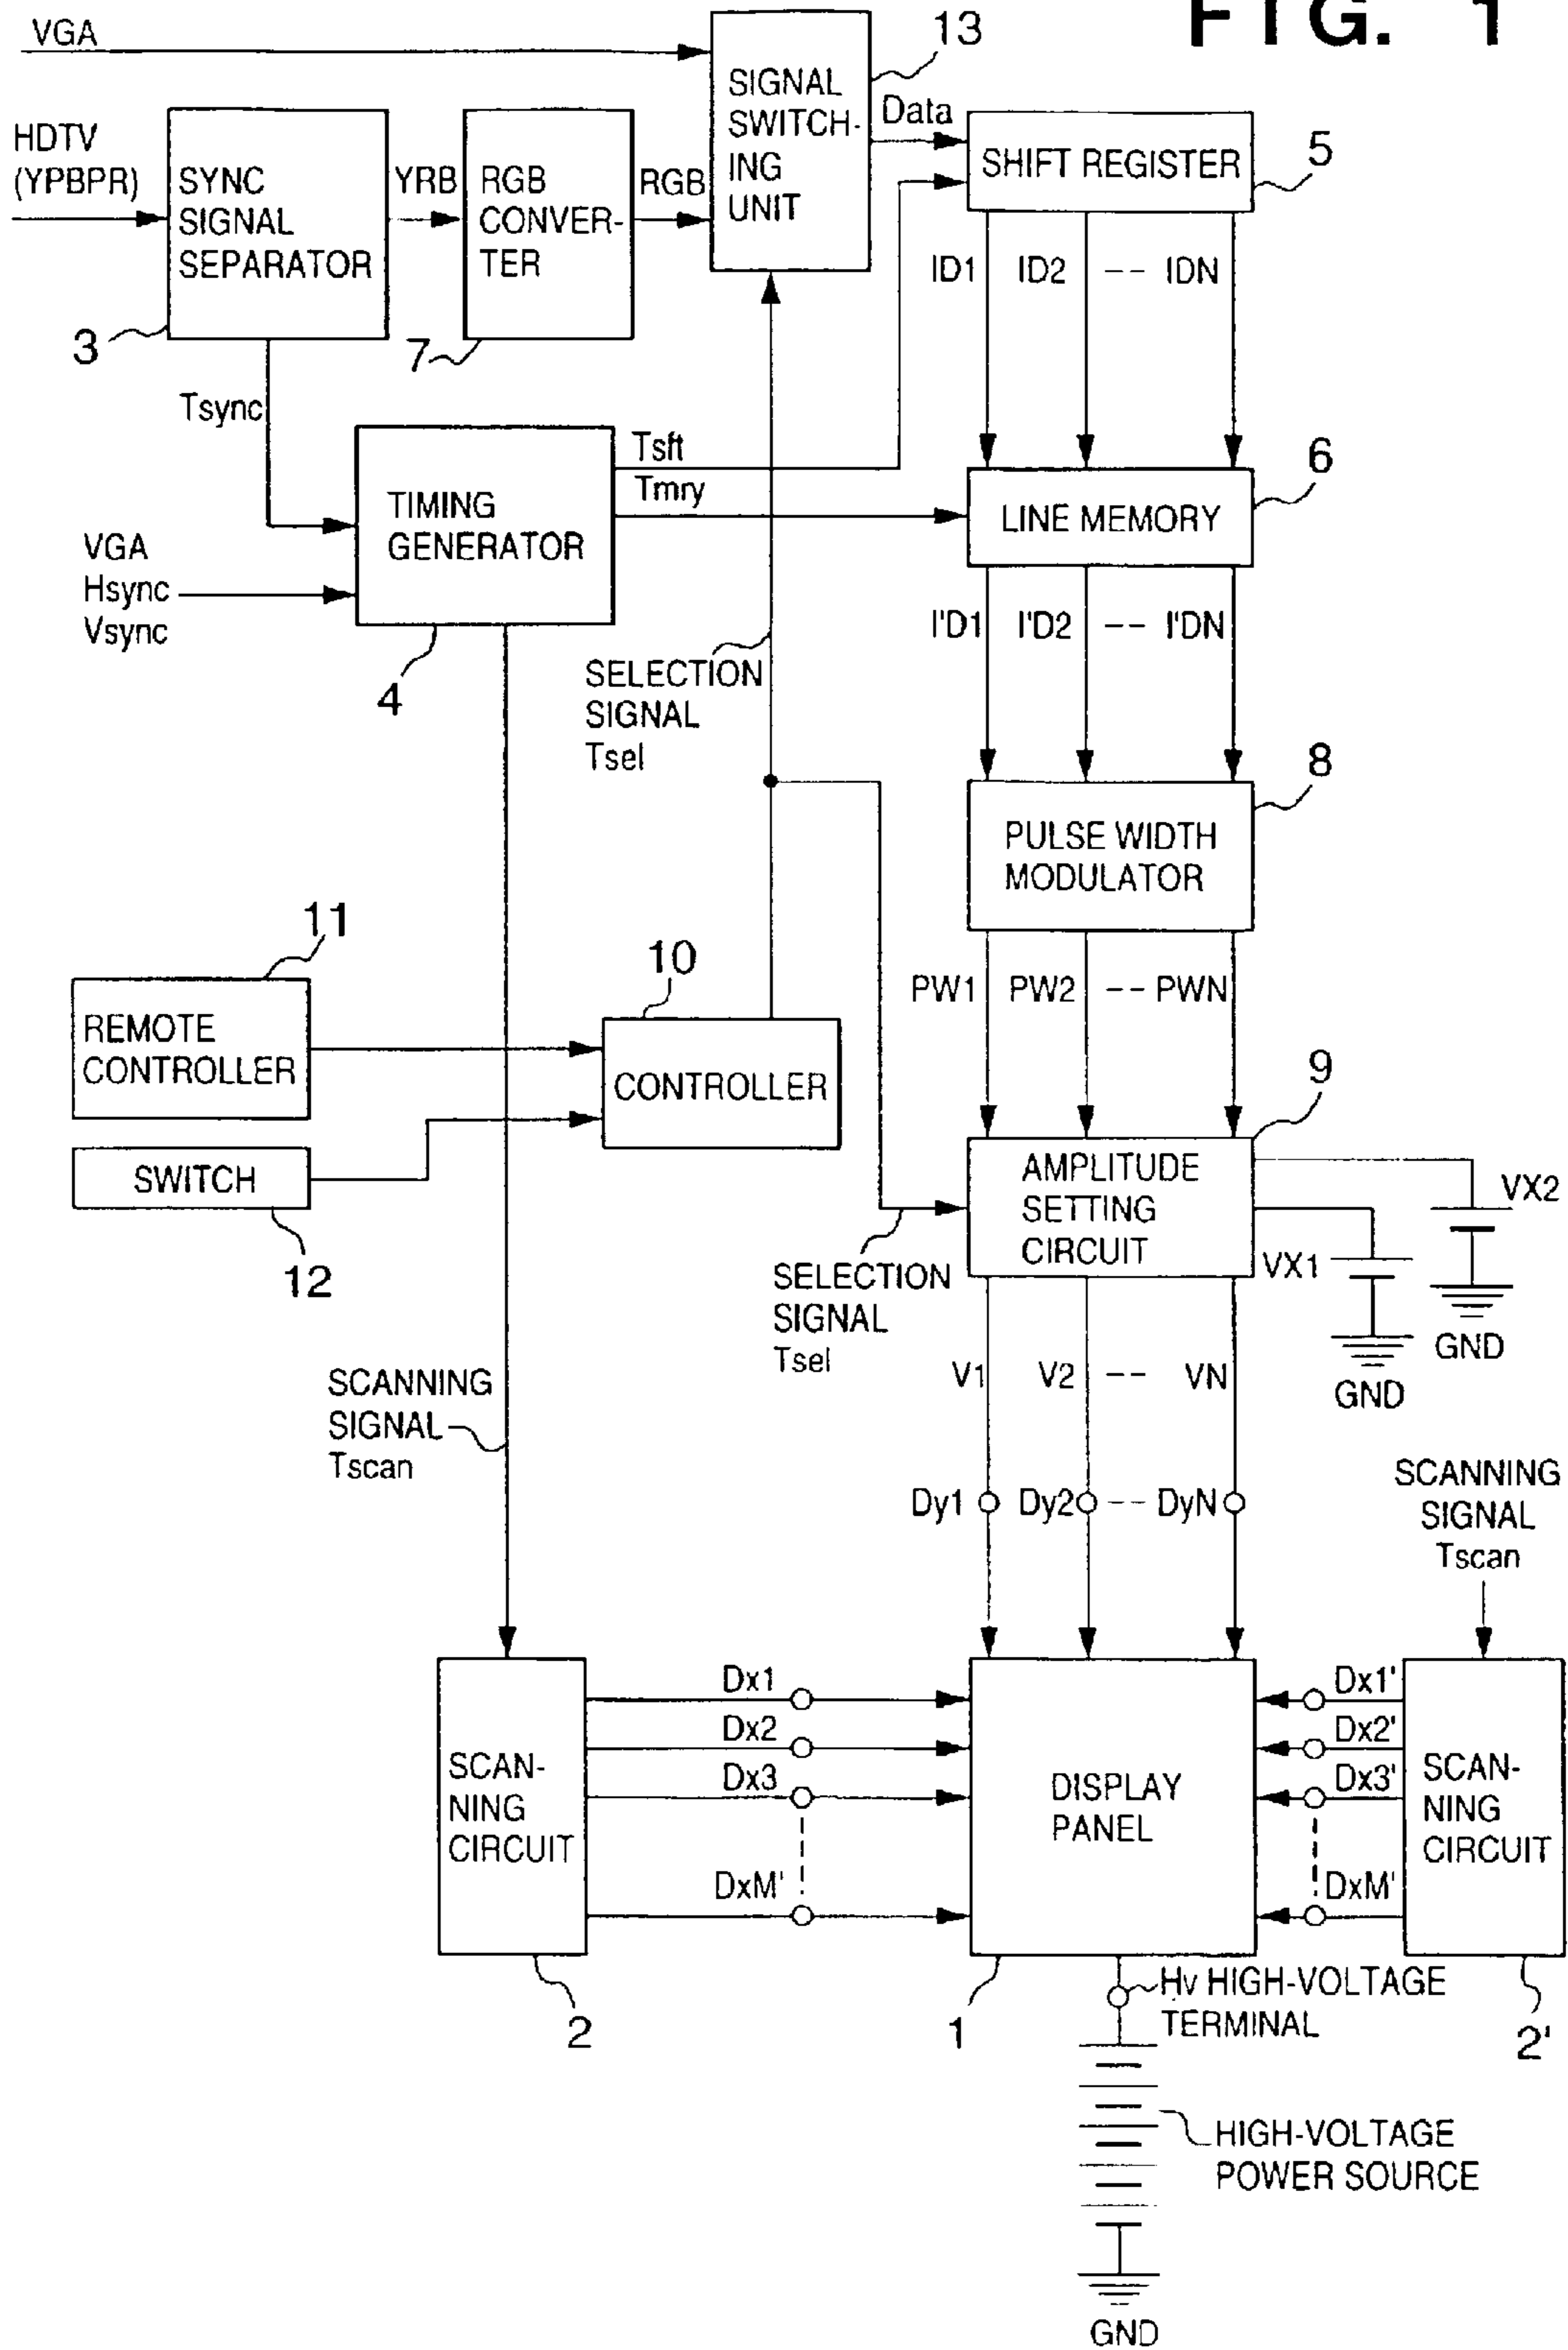 FIG. 1
VGA
13
SIGNAL
SWITCH-
ING
UNIT
Data
HDTV
(YPBPR)
SYNC
SIGNAL
SEPARATOR
YRB
RGB
CONVER-
TER
RGB
SHIFT REGISTER
5
3
7
ID1 ID2 -- IDN
Tsync
TIMING
GENERATOR
Tsft
Tmry
6
LINE MEMORY
VGA
Hsync
Vsync
4
I'D1 I'D2 -- I'DN
SELECTION
SIGNAL
Tsel
8
PULSE WIDTH
MODULATOR
11
REMOTE
CONTROLLER
10
CONTROLLER
PW1 PW2 -- PWN
SWITCH
12
9
AMPLITUDE
SETTING
CIRCUIT
VX2
VX1
GND
GND
SELECTION
SIGNAL
Tsel
V1 V2 -- VN
SCANNING
SIGNAL
Tscan
Dy1 Dy2 -- DyN
SCANNING
SIGNAL
Tscan
SCAN-
NING
CIRCUIT
2
Dx1
Dx2
Dx3
DxM'
DISPLAY
PANEL
1
Dx1'
Dx2'
Dx3'
DxM'
SCAN-
NING
CIRCUIT
2'
Hv HIGH-VOLTAGE
TERMINAL
HIGH-VOLTAGE
POWER SOURCE
GND